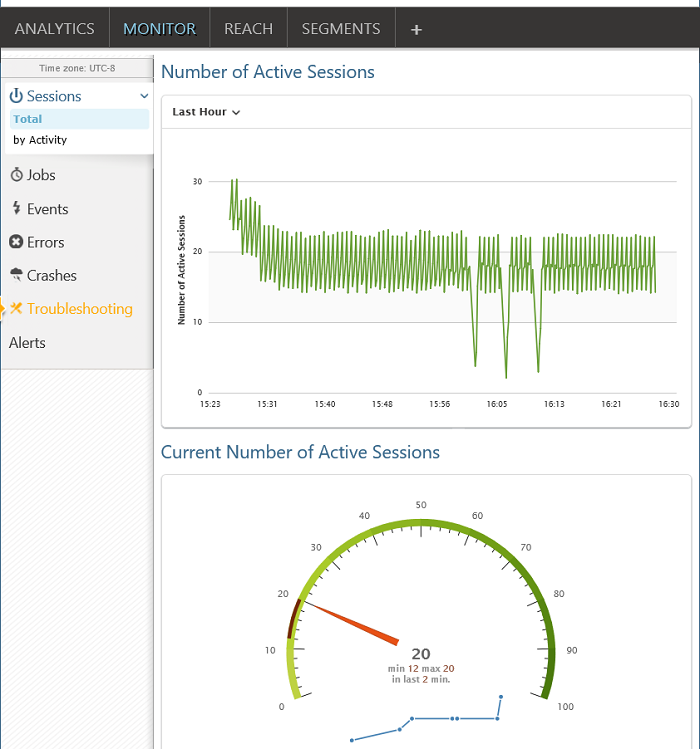 ANALYTICS MONITOR REACH SEGMENTS +
Time zone: UTC-8
Sessions
Total
by Activity
Jobs
Events
Errors
Crashes
Troubleshooting
Alerts
Number of Active Sessions
Last Hour
Number of Active Sessions
30
20
10
0
15:23 15:31 15:40 15:48 15:56 16:05 16:13 16:21 16:30
Current Number of Active Sessions
0
10
20
30
40
50
60
70
80
90
100
20
min 12 max 20
in last 2 min.